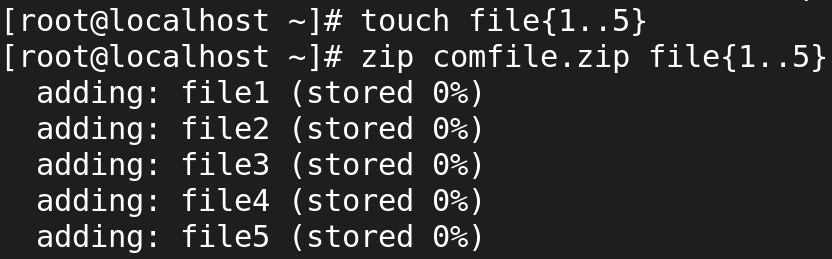 [root@localhost ~]# touch file{1..5}
[root@localhost ~]# zip comfile.zip file{1..5}
  adding: file1 (stored 0%)
  adding: file2 (stored 0%)
  adding: file3 (stored 0%)
  adding: file4 (stored 0%)
  adding: file5 (stored 0%)